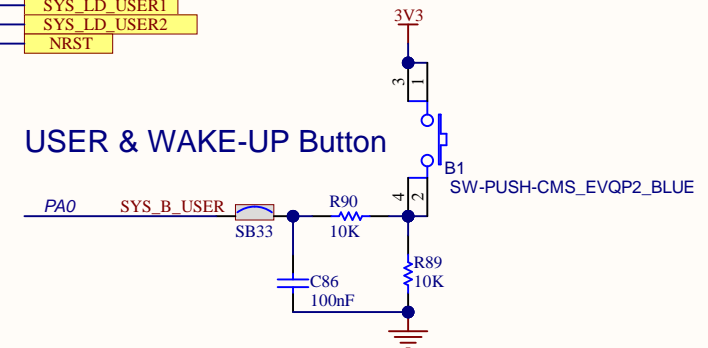 SYS_LD_USER1
SYS_LD_USER2
NRST
3V3
3
1
USER & WAKE-UP Button
B1
SW-PUSH-CMS_EVQP2_BLUE
4
2
PA0 SYS_B_USER
SB33
R90
10K
R89
10K
C86
100nF